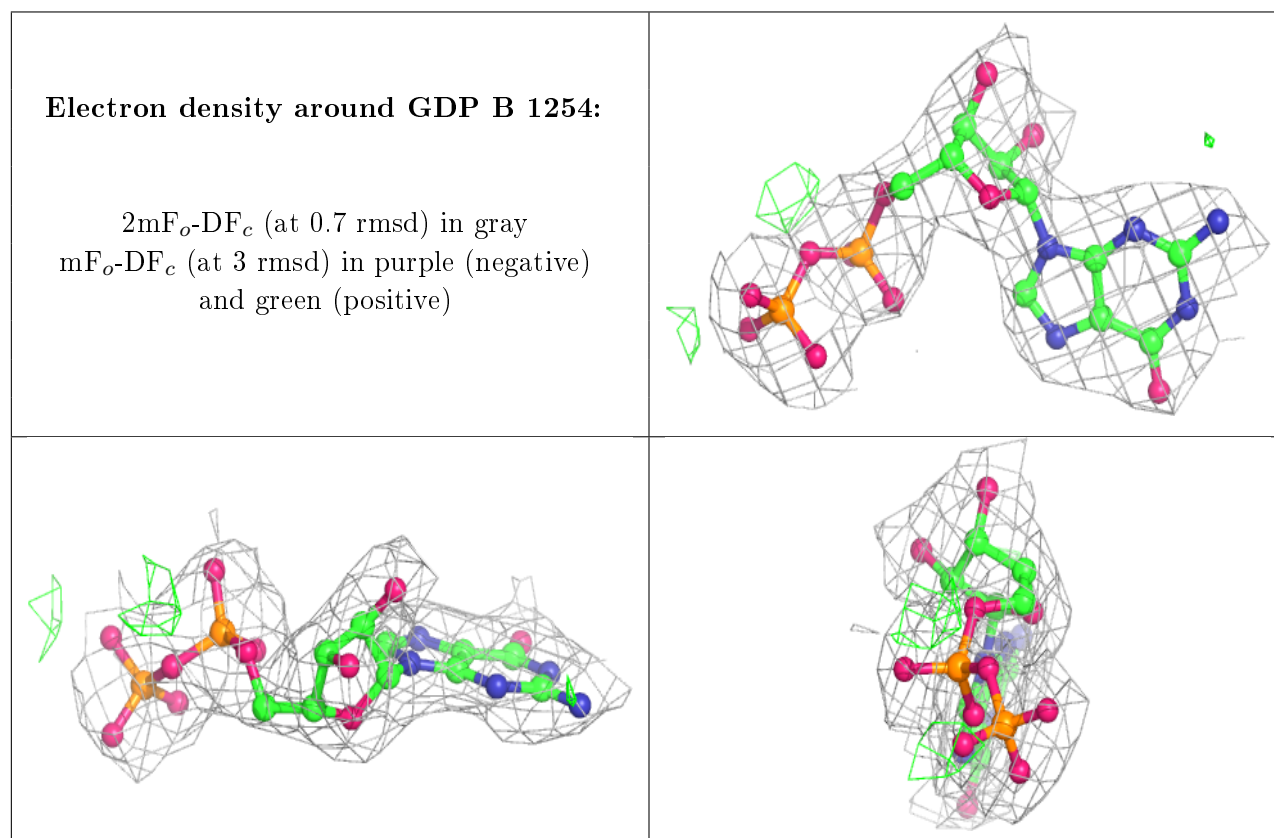 Electron density around GDP B 1254:
2mFo-DFc (at 0.7 rmsd) in gray
mFo-DFc (at 3 rmsd) in purple (negative)
and green (positive)